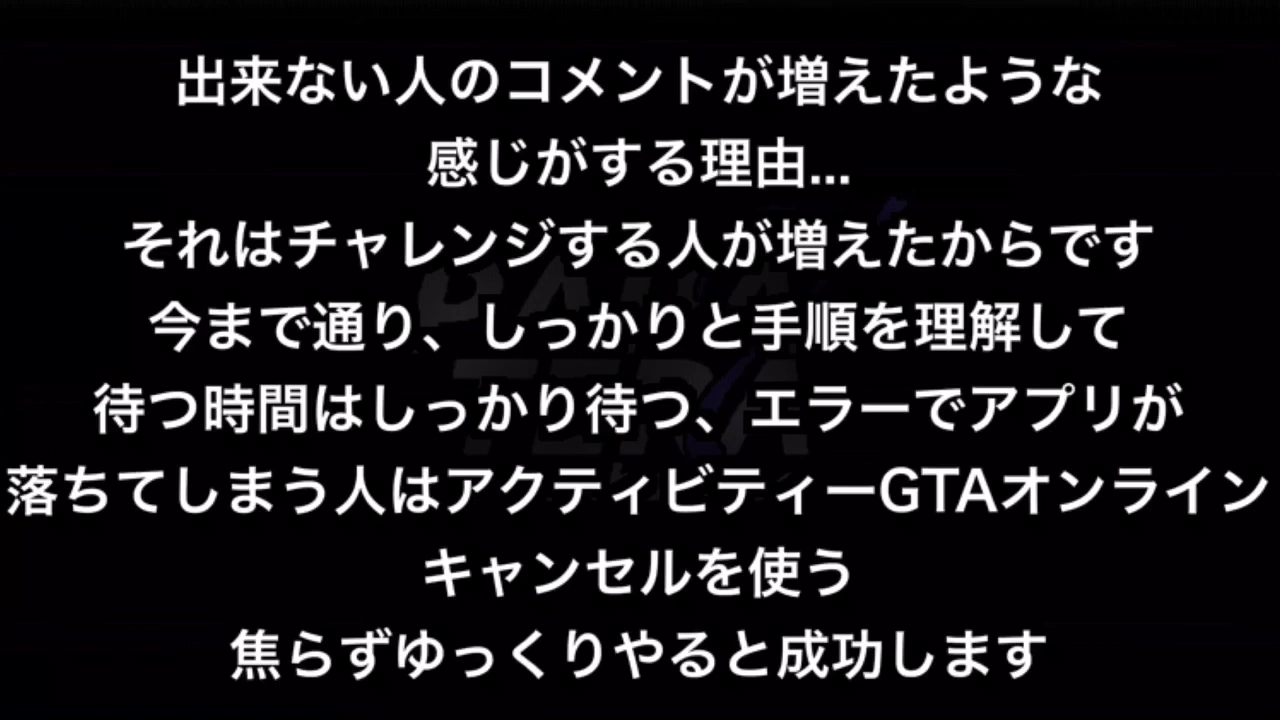 出来ない人のコメントが増えたような
感じがする理由...
それはチャレンジする人が増えたからです
今まで通り、しっかりと手順を理解して
待つ時間はしっかり待つ、エラーでアプリが
落ちてしまう人はアクティビティーGTAオンライン
キャンセルを使う
焦らずゆっくりやると成功します